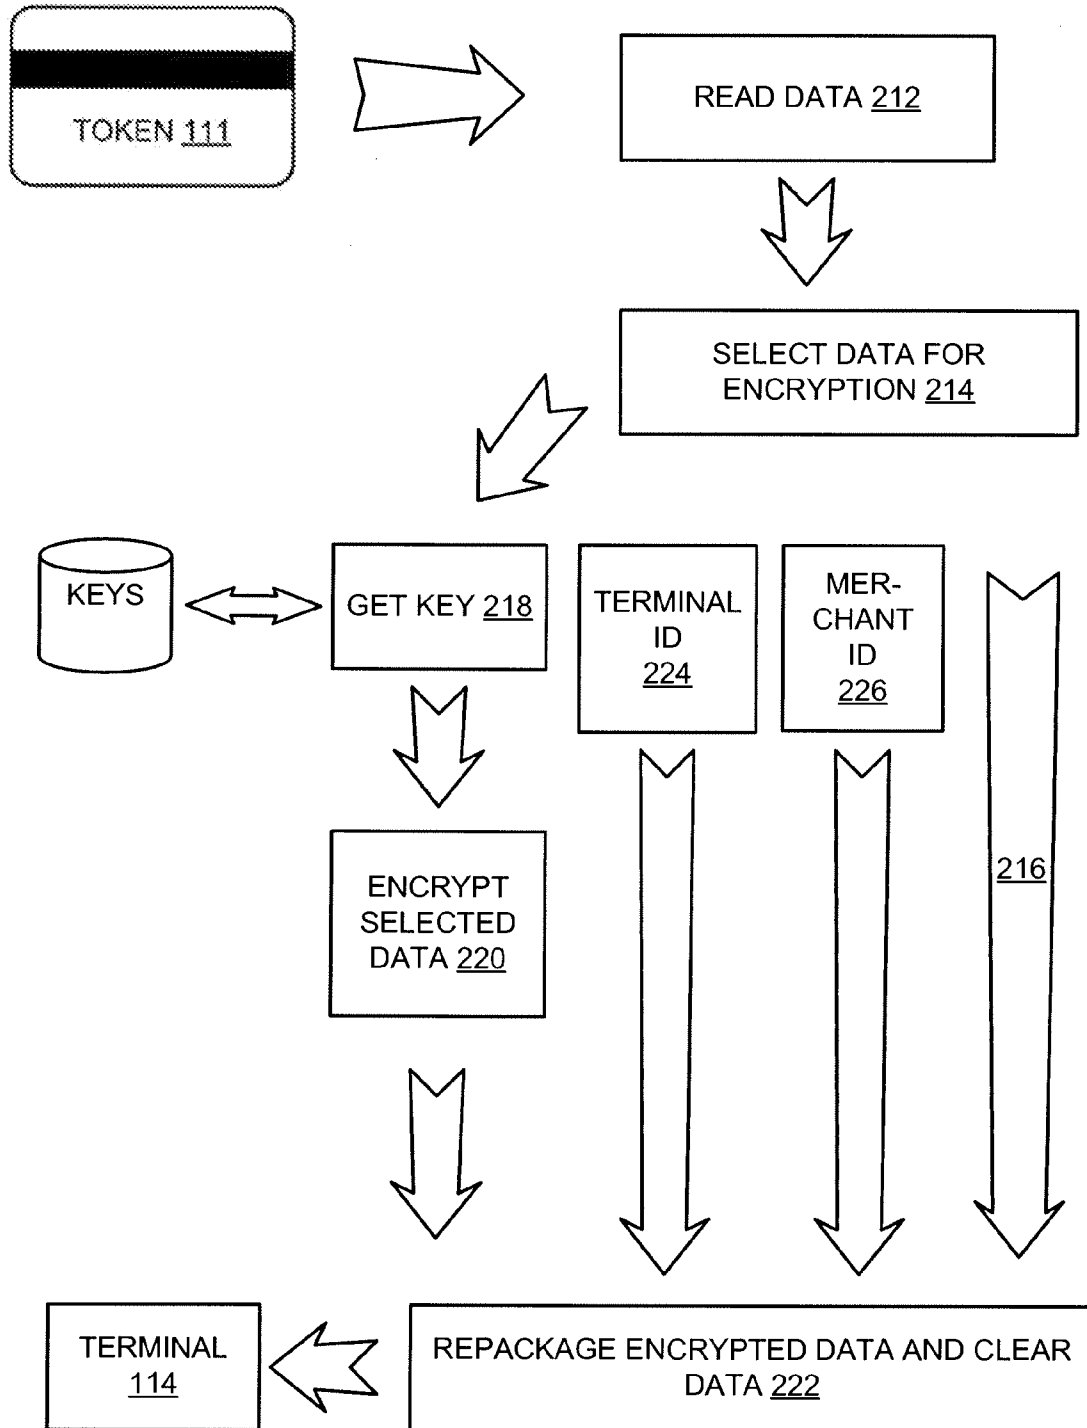 TOKEN 111
READ DATA 212
SELECT DATA FOR
ENCRYPTION 214
KEYS
GET KEY 218
TERMINAL
ID
224
MER-
CHANT
ID
226
216
ENCRYPT
SELECTED
DATA 220
TERMINAL
114
REPACKAGE ENCRYPTED DATA AND CLEAR
DATA 222